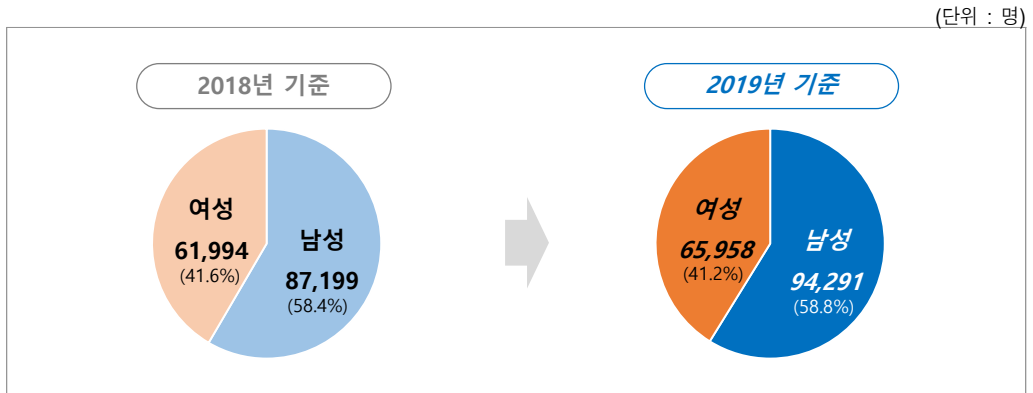 (단위 : 명)
2018년 기준
2019년 기준
여성
61,994
(41.6%)
남성
87,199
(58.4%)
여성
65,958
(41.2%)
남성
94,291
(58.8%)